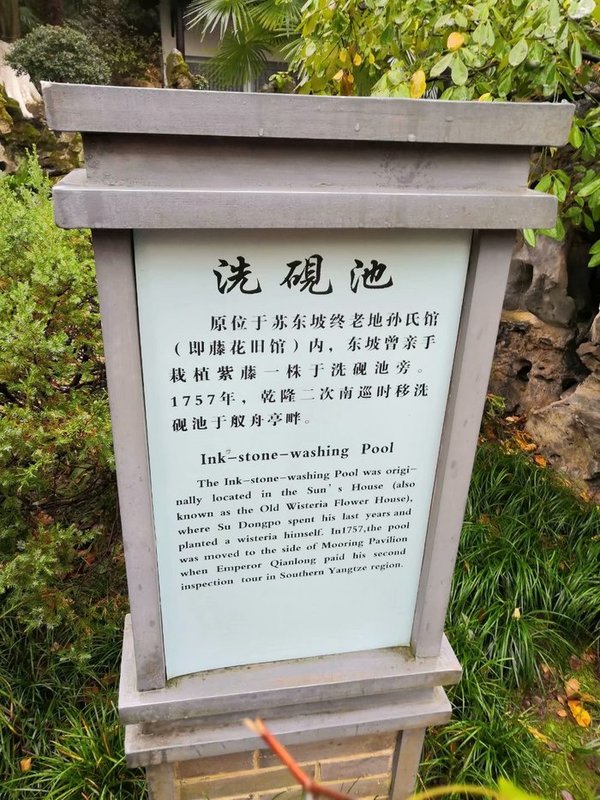 洗砚池
原位于苏东坡终老地孙氏馆
（即藤花旧馆）内，东坡曾亲手
栽植紫藤一株于洗砚池旁。
1757年，乾隆二次南巡时移洗
砚池于舣舟亭畔。
Ink-stone-washing Pool
The Ink-stone-washing Pool was origi-
nally located in the Sun's House (also
known as the Old Wisteria Flower House),
where Su Dongpo spent his last years and
planted a wisteria himself. In1757,the pool
was moved to the side of Mooring Pavilion
when Emperor Qianlong paid his second
inspection tour in Southern Yangtze region.